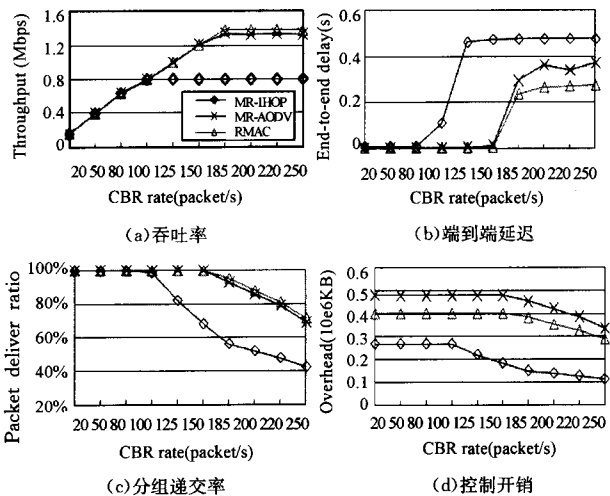 Throughput (Mbps)
1.6
1.2
0.8
0.4
0
MR-1HOP
MR-AODV
RMAC
20 50 80 100 125 150 185 200 220 250
CBR rate(packet/s)
(a)吞吐率
End-to-end delay(s)
0.6
0.4
0.2
0
20 50 80 100 125 150 185 200 220 250
CBR rate(packet/s)
(b)端到端延迟
Packet deliver ratio
100%
80%
60%
40%
20%
20 50 80 100 125 150 185 200 220 250
CBR rate(packet/s)
(c)分组递交率
Overhead(10e6KB)
0.6
0.5
0.4
0.3
0.2
0.1
0
20 50 80 100 125 150 185 200 220 250
CBR rate(packet/s)
(d)控制开销